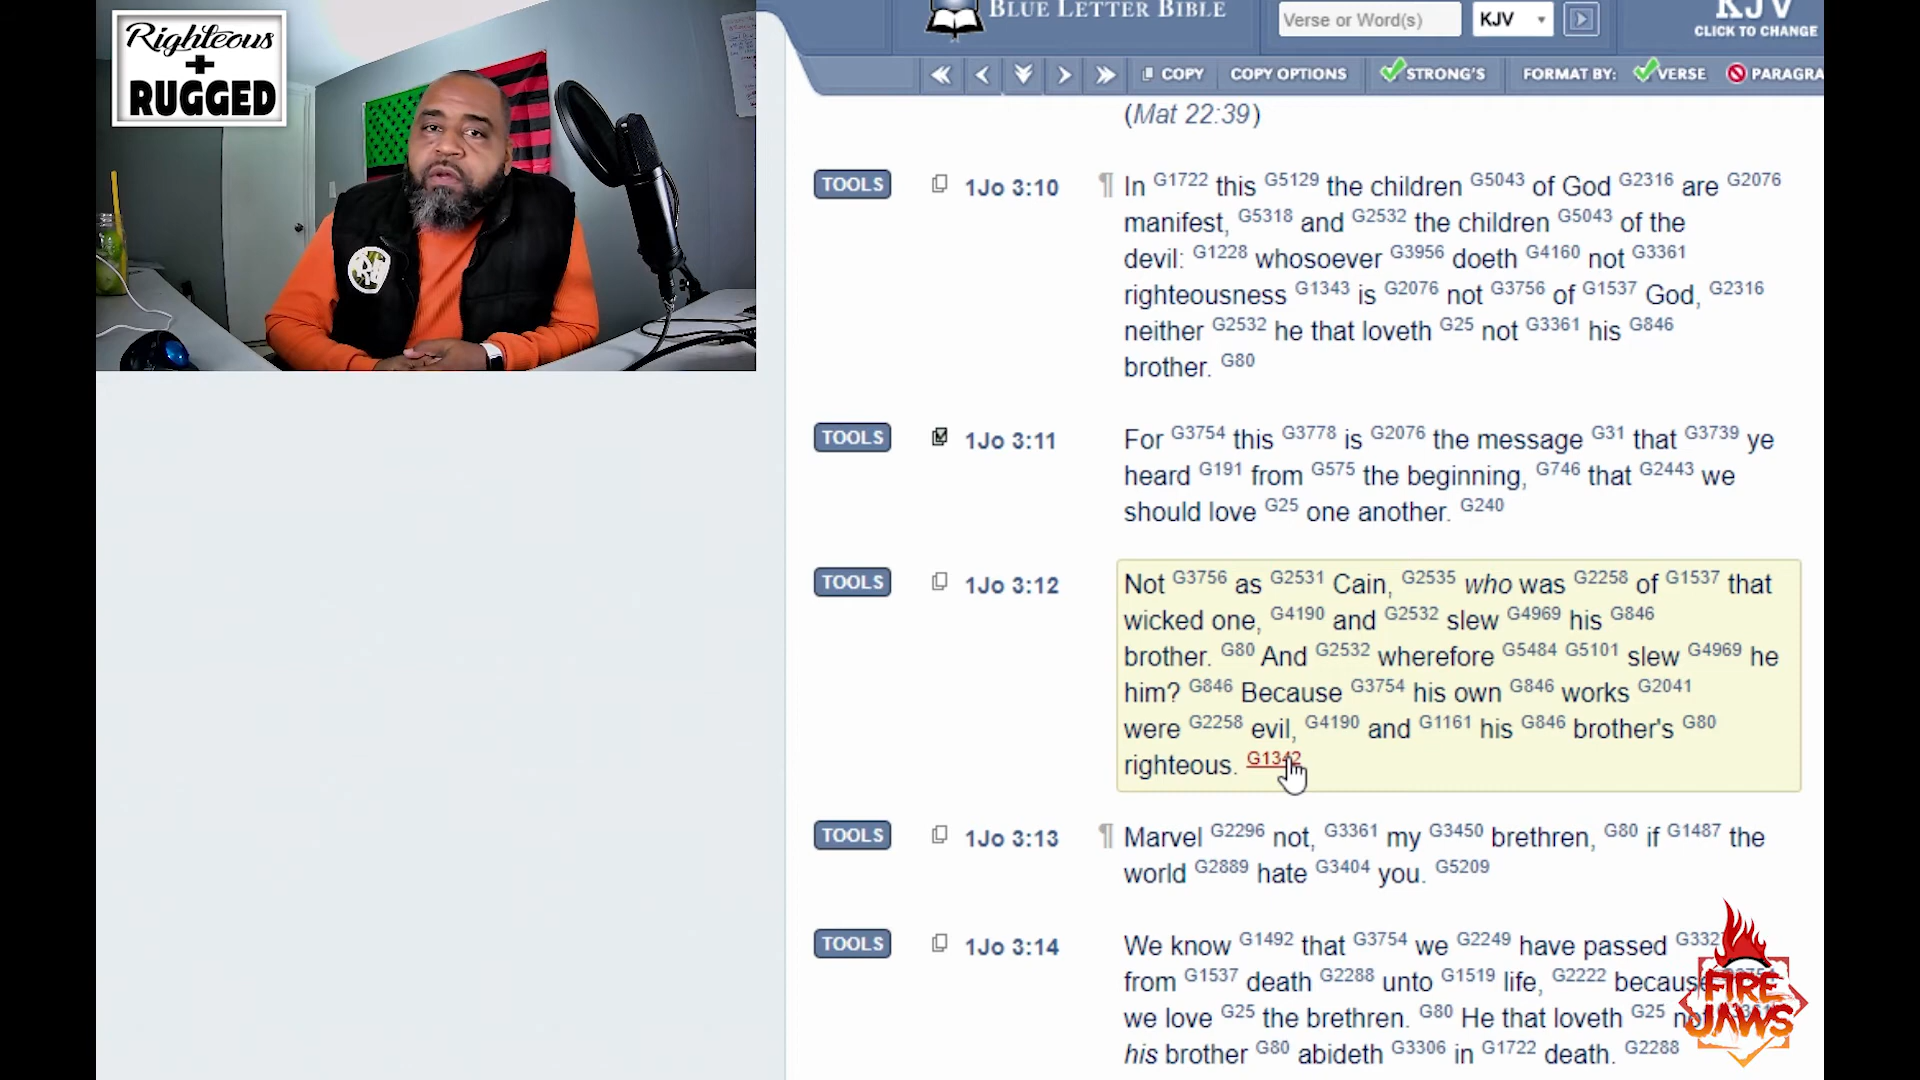 Righteous
+
RUGGED
BLUE LETTER BIBLE
Verse or Word(s)
KJV
KJV
CLICK TO CHANGE
COPY
COPY OPTIONS
STRONG'S
FORMAT BY:
VERSE
PARAGRA
(Mat 22:39)
TOOLS
1Jo 3:10
¶ In G1722 this G5129 the children G5043 of God G2316 are G2076
manifest, G5318 and G2532 the children G5043 of the
devil: G1228 whosoever G3956 doeth G4160 not G3361
righteousness G1343 is G2076 not G3756 of G1537 God, G2316
neither G2532 he that loveth G25 not G3361 his G846
brother. G80
TOOLS
1Jo 3:11
For G3754 this G3778 is G2076 the message G31 that G3739 ye
heard G191 from G575 the beginning, G746 that G2443 we
should love G25 one another. G240
TOOLS
1Jo 3:12
Not G3756 as G2531 Cain, G2535 who was G2258 of G1537 that
wicked one, G4190 and G2532 slew G4969 his G846
brother. G80 And G2532 wherefore G5484 G5101 slew G4969 he
him? G846 Because G3754 his own G846 works G2041
were G2258 evil, G4190 and G1161 his G846 brother's G80
righteous. G1342
TOOLS
1Jo 3:13
¶ Marvel G2296 not, G3361 my G3450 brethren, G80 if G1487 the
world G2889 hate G3404 you. G5209
TOOLS
1Jo 3:14
We know G1492 that G3754 we G2249 have passed
from G1537 death G2288 unto G1519 life, G2222 because
we love G25 the brethren. G80 He that loveth G25 not
his brother G80 abideth G3306 in G1722 death. G2288
FIRE
JAWS